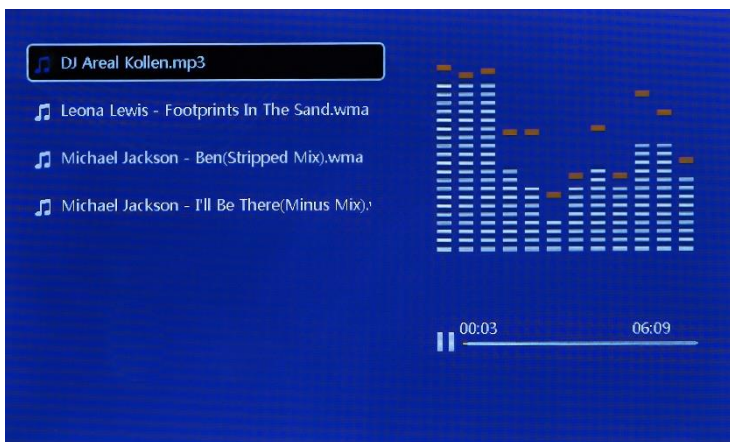 DJ Areal Kollen.mp3
Leona Lewis - Footprints In The Sand.wma
Michael Jackson - Ben(Stripped Mix).wma
Michael Jackson - I'll Be There(Minus Mix).
00:03 06:09